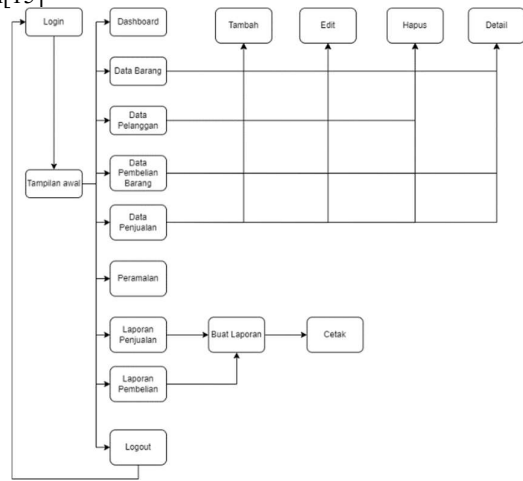 [15]
Login
Dashboard
Tambah
Edit
Hapus
Detail
Data Barang
Data
Pelanggan
Tampilan awal
Data
Pembelian
Barang
Data
Penjualan
Peramalan
Laporan
Penjualan
Buat Laporan
Cetak
Laporan
Pembelian
Logout